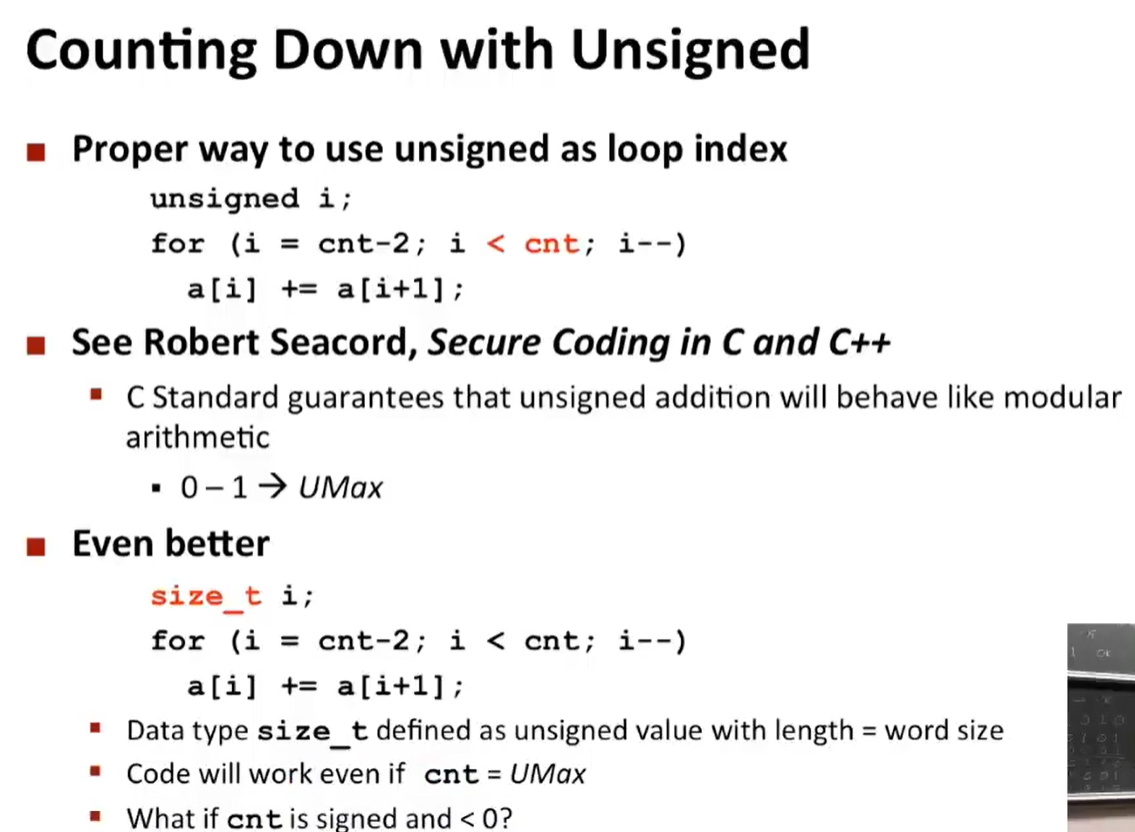 Counting Down with Unsigned
■ Proper way to use unsigned as loop index
unsigned i;
for (i = cnt-2; i < cnt; i--)
a[i] += a[i+1];
■ See Robert Seacord, Secure Coding in C and C++
▪ C Standard guarantees that unsigned addition will behave like modular
arithmetic
▪ 0 – 1 → UMax
■ Even better
size_t i;
for (i = cnt-2; i < cnt; i--)
a[i] += a[i+1];
▪ Data type size_t defined as unsigned value with length = word size
▪ Code will work even if cnt = UMax
▪ What if cnt is signed and < 0?